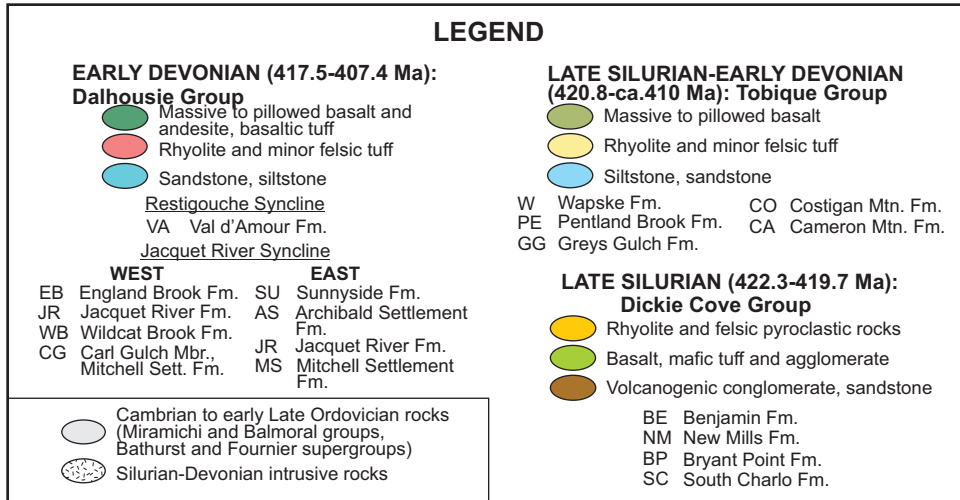 LEGEND
EARLY DEVONIAN (417.5-407.4 Ma):
Dalhousie Group
Massive to pillowed basalt and
andesite, basaltic tuff
Rhyolite and minor felsic tuff
Sandstone, siltstone
Restigouche Syncline
VA Val d’Amour Fm.
Jacquet River Syncline
WEST
EB England Brook Fm.
JR Jacquet River Fm.
WB Wildcat Brook Fm.
CG Carl Gulch Mbr.,
Mitchell Sett. Fm.
EAST
SU Sunnyside Fm.
AS Archibald Settlement
Fm.
JR Jacquet River Fm.
MS Mitchell Settlement
Fm.
Cambrian to early Late Ordovician rocks
(Miramichi and Balmoral groups,
Bathurst and Fournier supergroups)
Silurian-Devonian intrusive rocks
LATE SILURIAN-EARLY DEVONIAN
(420.8-ca.410 Ma): Tobique Group
Massive to pillowed basalt
Rhyolite and minor felsic tuff
Siltstone, sandstone
W Wapske Fm.
PE Pentland Brook Fm.
GG Greys Gulch Fm.
CO Costigan Mtn. Fm.
CA Cameron Mtn. Fm.
LATE SILURIAN (422.3-419.7 Ma):
Dickie Cove Group
Rhyolite and felsic pyroclastic rocks
Basalt, mafic tuff and agglomerate
Volcanogenic conglomerate, sandstone
BE Benjamin Fm.
NM New Mills Fm.
BP Bryant Point Fm.
SC South Charlo Fm.